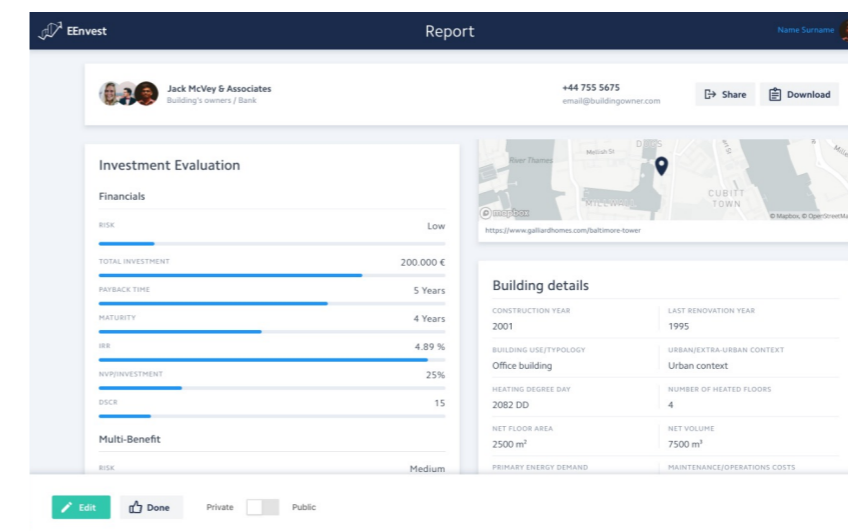 EEnvest
Report
Name Surname
Jack McVey & Associates
Building's owners / Bank
+44 755 5675
email@buildingowner.com
Share
Download
Investment Evaluation
Financials
RISK
Low
TOTAL INVESTMENT
200.000 €
PAYBACK TIME
5 Years
MATURITY
4 Years
IRR
4.89 %
NVP/INVESTMENT
25%
DSCR
15
Multi-Benefit
RISK
Medium
River Thames
Mellish St
CUBITT
TOWN
MILLWALL
mapbox
© Mapbox, © OpenStreetMa
https://www.galliardhomes.com/baltimore-tower
Building details
CONSTRUCTION YEAR
2001
LAST RENOVATION YEAR
1995
BUILDING USE/TYPOLOGY
Office building
URBAN/EXTRA-URBAN CONTEXT
Urban context
HEATING DEGREE DAY
2082 DD
NUMBER OF HEATED FLOORS
4
NET FLOOR AREA
2500 m²
NET VOLUME
7500 m³
PRIMARY ENERGY DEMAND
MAINTENANCE/OPERATIONS COSTS
Edit
Done
Private
Public